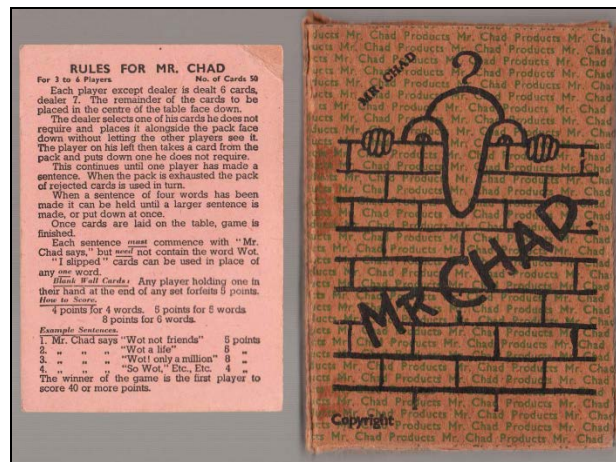 RULES FOR MR. CHAD
For 3 to 6 Players No. of Cards 50
Each player except dealer is dealt 6 cards,
dealer 7. The remainder of the cards to be
placed in the centre of the table face down.
The dealer selects one of his cards he does not
require and places it alongside the pack face
down without letting the other players see it.
The player on his left then takes a card from the
pack and puts down one he does not require.
This continues until one player has made a
sentence. When the pack is exhausted the pack
of rejected cards is used in turn.
When a sentence of four words has been
made it can be held until a larger sentence is
made, or put down at once.
Once cards are laid on the table, game is
finished.
Each sentence must commence with "Mr.
Chad says," but need not contain the word Wot.
"I slipped" cards can be used in place of
any one word.
Blank Wall Cards: Any player holding one in
their hand at the end of any set forfeits 5 points.
How to Score.
4 points for 4 words. 5 points for 5 words
8 points for 6 words.
Example Sentences.
1. Mr. Chad says "Wot not friends" 5 points
2. „ „ „ "Wot a life" 5 „
3. „ „ „ "Wot! only a million" 8 „
4. „ „ „ "So Wot," Etc., Etc. 4 „
The winner of the game is the first player to
score 40 or more points.
MR. CHAD
MR CHAD.
Copyright
Mr. Chad Products